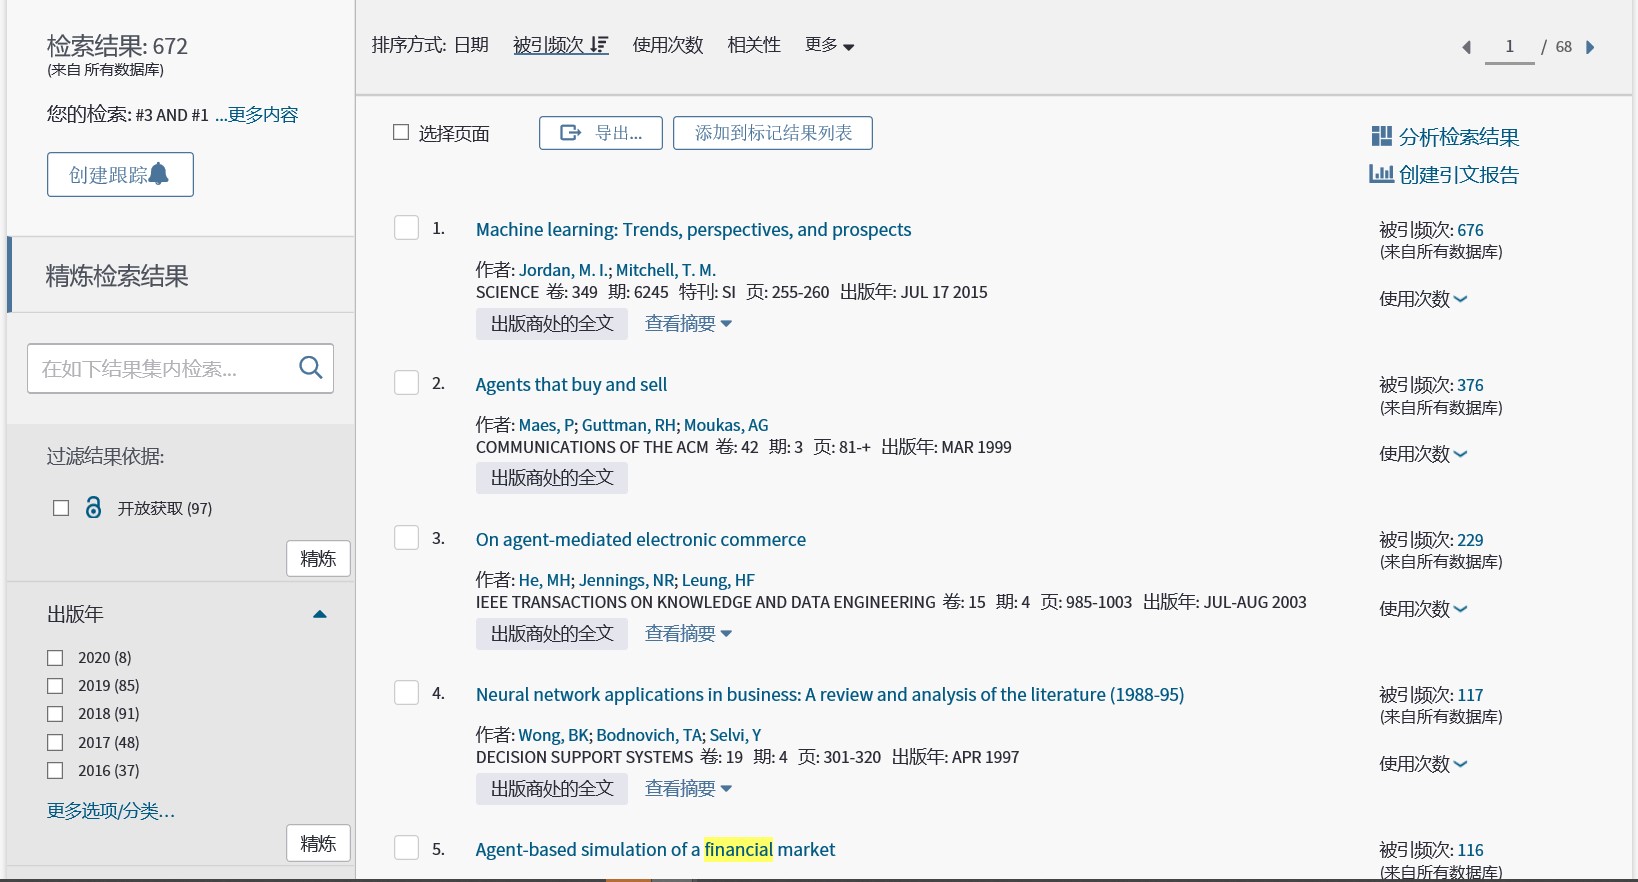 检索结果: 672
(来自 所有数据库)
您的检索: #3 AND #1 ...更多内容
创建跟踪
精炼检索结果
在如下结果集内检索...
过滤结果依据:
开放获取 (97)
精炼
出版年
2020 (8)
2019 (85)
2018 (91)
2017 (48)
2016 (37)
更多选项/分类...
精炼
排序方式: 日期 被引频次 使用次数 相关性 更多
1 / 68
选择页面 导出... 添加到标记结果列表
分析检索结果
创建引文报告
1. Machine learning: Trends, perspectives, and prospects
作者: Jordan, M. I.; Mitchell, T. M.
SCIENCE 卷: 349 期: 6245 特刊: SI 页: 255-260 出版年: JUL 17 2015
出版商处的全文 查看摘要
被引频次: 676
(来自所有数据库)
使用次数
2. Agents that buy and sell
作者: Maes, P; Guttman, RH; Moukas, AG
COMMUNICATIONS OF THE ACM 卷: 42 期: 3 页: 81-+ 出版年: MAR 1999
出版商处的全文
被引频次: 376
(来自所有数据库)
使用次数
3. On agent-mediated electronic commerce
作者: He, MH; Jennings, NR; Leung, HF
IEEE TRANSACTIONS ON KNOWLEDGE AND DATA ENGINEERING 卷: 15 期: 4 页: 985-1003 出版年: JUL-AUG 2003
出版商处的全文 查看摘要
被引频次: 229
(来自所有数据库)
使用次数
4. Neural network applications in business: A review and analysis of the literature (1988-95)
作者: Wong, BK; Bodnovich, TA; Selvi, Y
DECISION SUPPORT SYSTEMS 卷: 19 期: 4 页: 301-320 出版年: APR 1997
出版商处的全文 查看摘要
被引频次: 117
(来自所有数据库)
使用次数
5. Agent-based simulation of a financial market
被引频次: 116
(来自所有数据库)